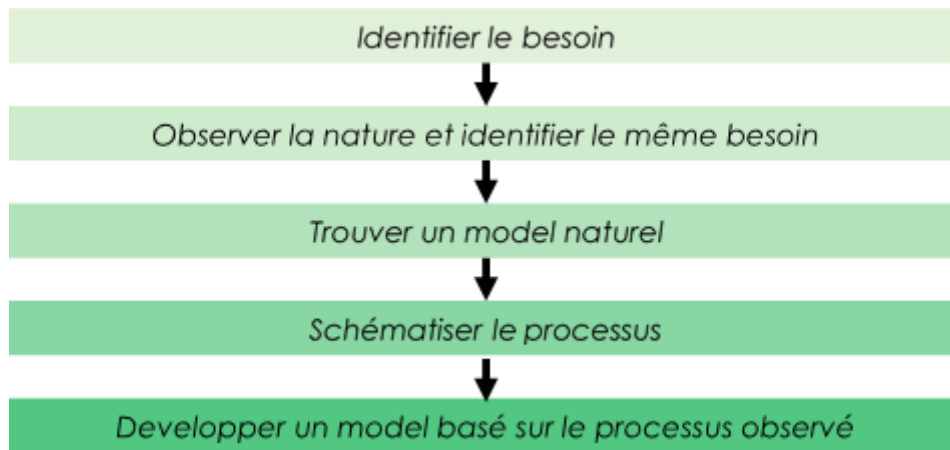 Identifier le besoin
Observer la nature et identifier le même besoin
Trouver un model naturel
Schématiser le processus
Developper un model basé sur le processus observé